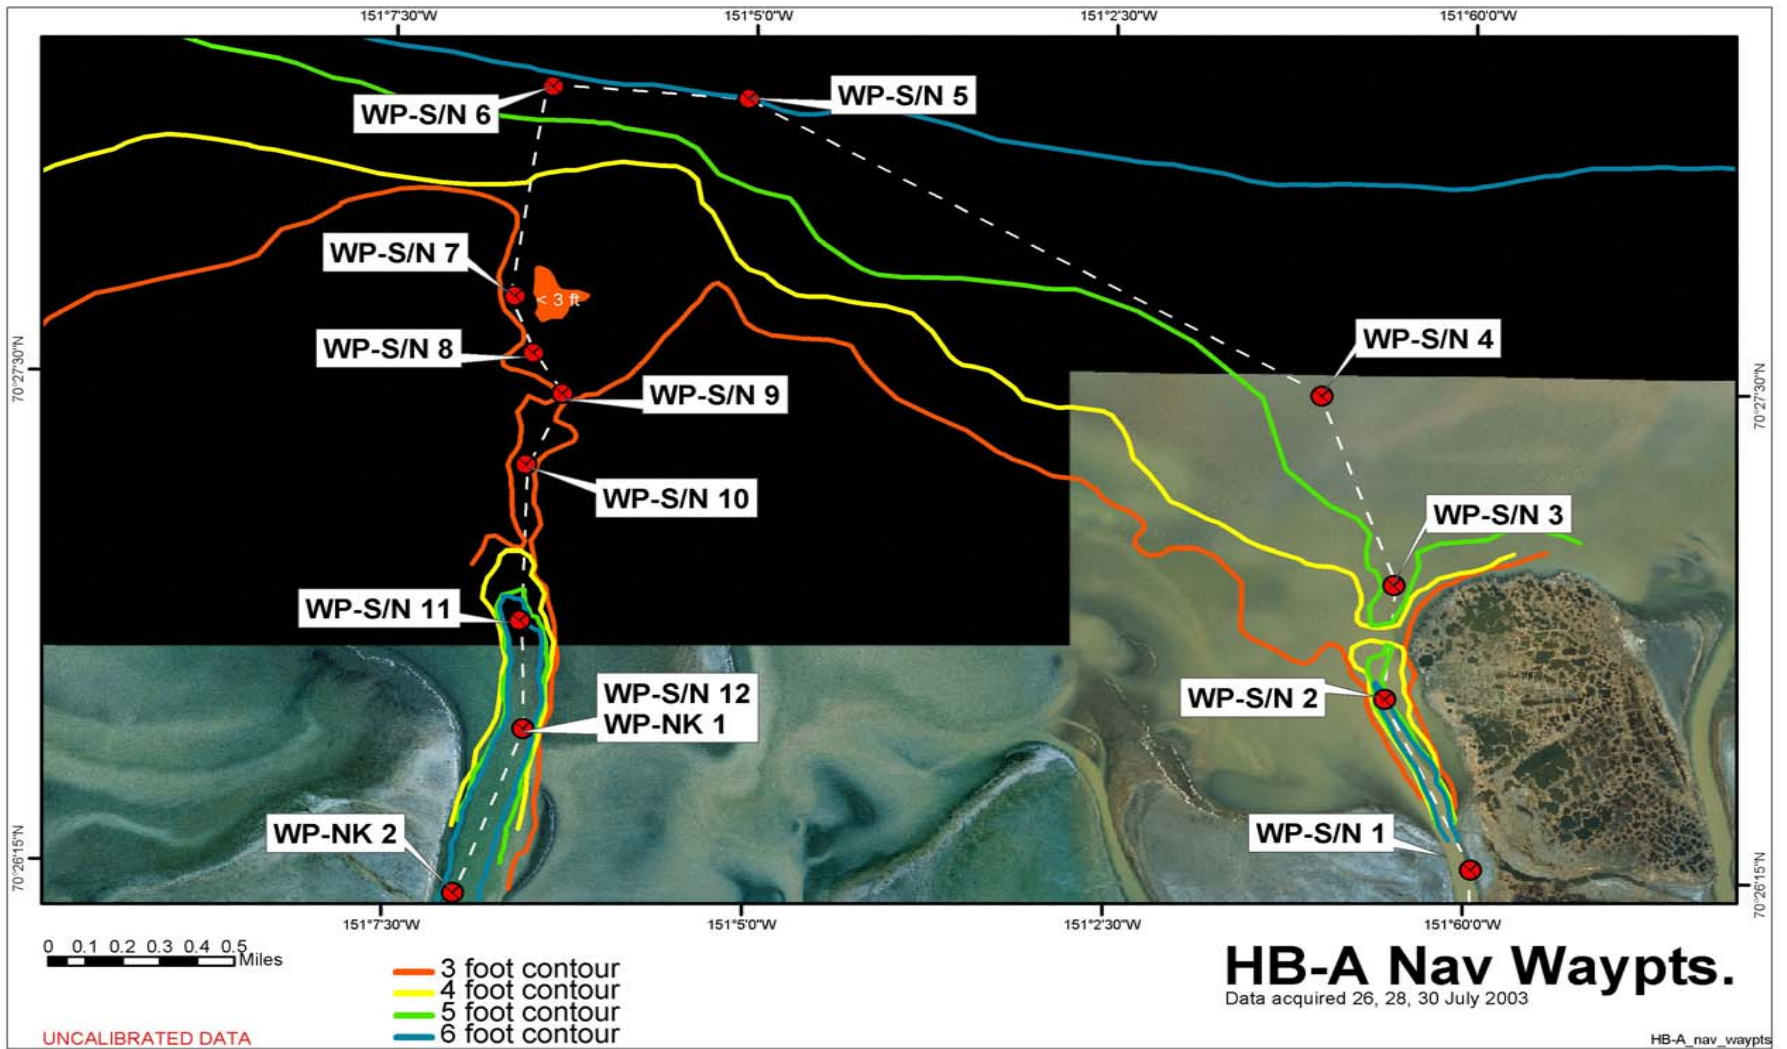 151°7'30"W
151°5'0"W
151°2'30"W
151°60'0"W
WP-S/N 6
WP-S/N 5
WP-S/N 7
< 3 ft
WP-S/N 8
WP-S/N 4
70°27'30"N
70°27'30"N
WP-S/N 9
WP-S/N 10
WP-S/N 3
WP-S/N 11
WP-S/N 12
WP-NK 1
WP-S/N 2
WP-NK 2
WP-S/N 1
70°26'15"N
70°26'15"N
151°7'30"W
151°5'0"W
151°2'30"W
151°60'0"W
0 0.1 0.2 0.3 0.4 0.5
Miles
3 foot contour
4 foot contour
5 foot contour
6 foot contour
HB-A Nav Waypts.
Data acquired 26, 28, 30 July 2003
UNCALIBRATED DATA
HB-A_nav_waypts